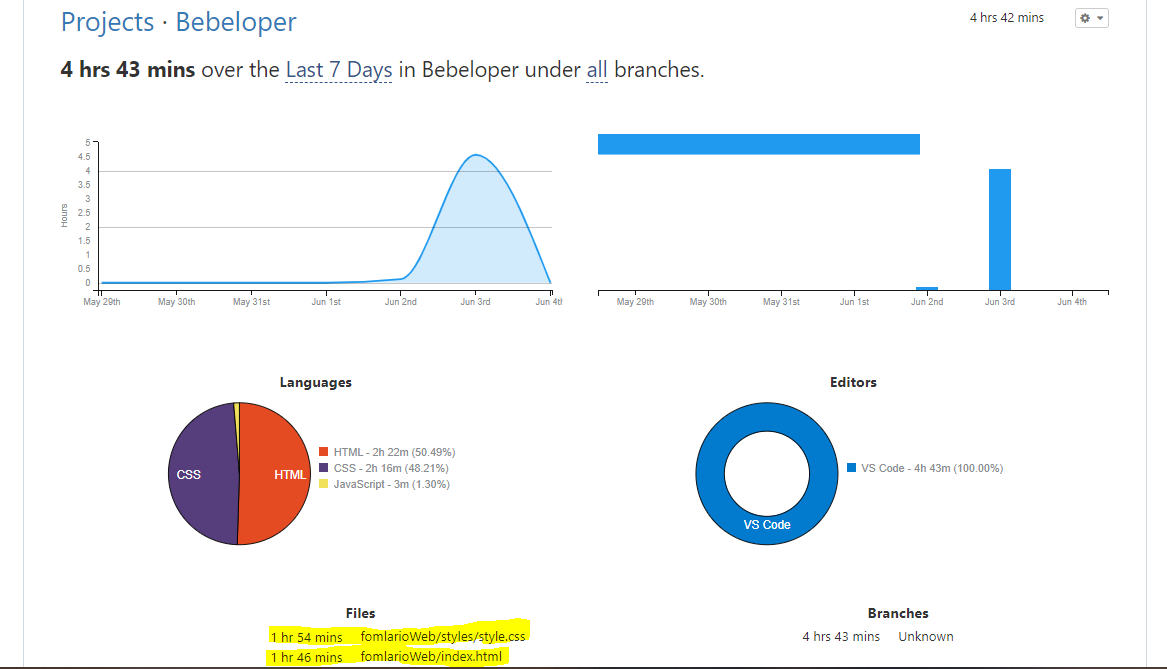 Projects · Bebeloper
4 hrs 42 mins
4 hrs 43 mins over the Last 7 Days in Bebeloper under all branches.
Hours
5
4.5
4
3.5
3
2.5
2
1.5
1
0.5
0
May 29th May 30th May 31st Jun 1st Jun 2nd Jun 3rd Jun 4th
May 29th May 30th May 31st Jun 1st Jun 2nd Jun 3rd Jun 4th
Languages
CSS
HTML
HTML - 2h 22m (50.49%)
CSS - 2h 16m (48.21%)
JavaScript - 3m (1.30%)
Editors
VS Code - 4h 43m (100.00%)
VS Code
Files
1 hr 54 mins fomlarioWeb/styles/style.css
1 hr 46 mins fomlarioWeb/index.html
Branches
4 hrs 43 mins Unknown